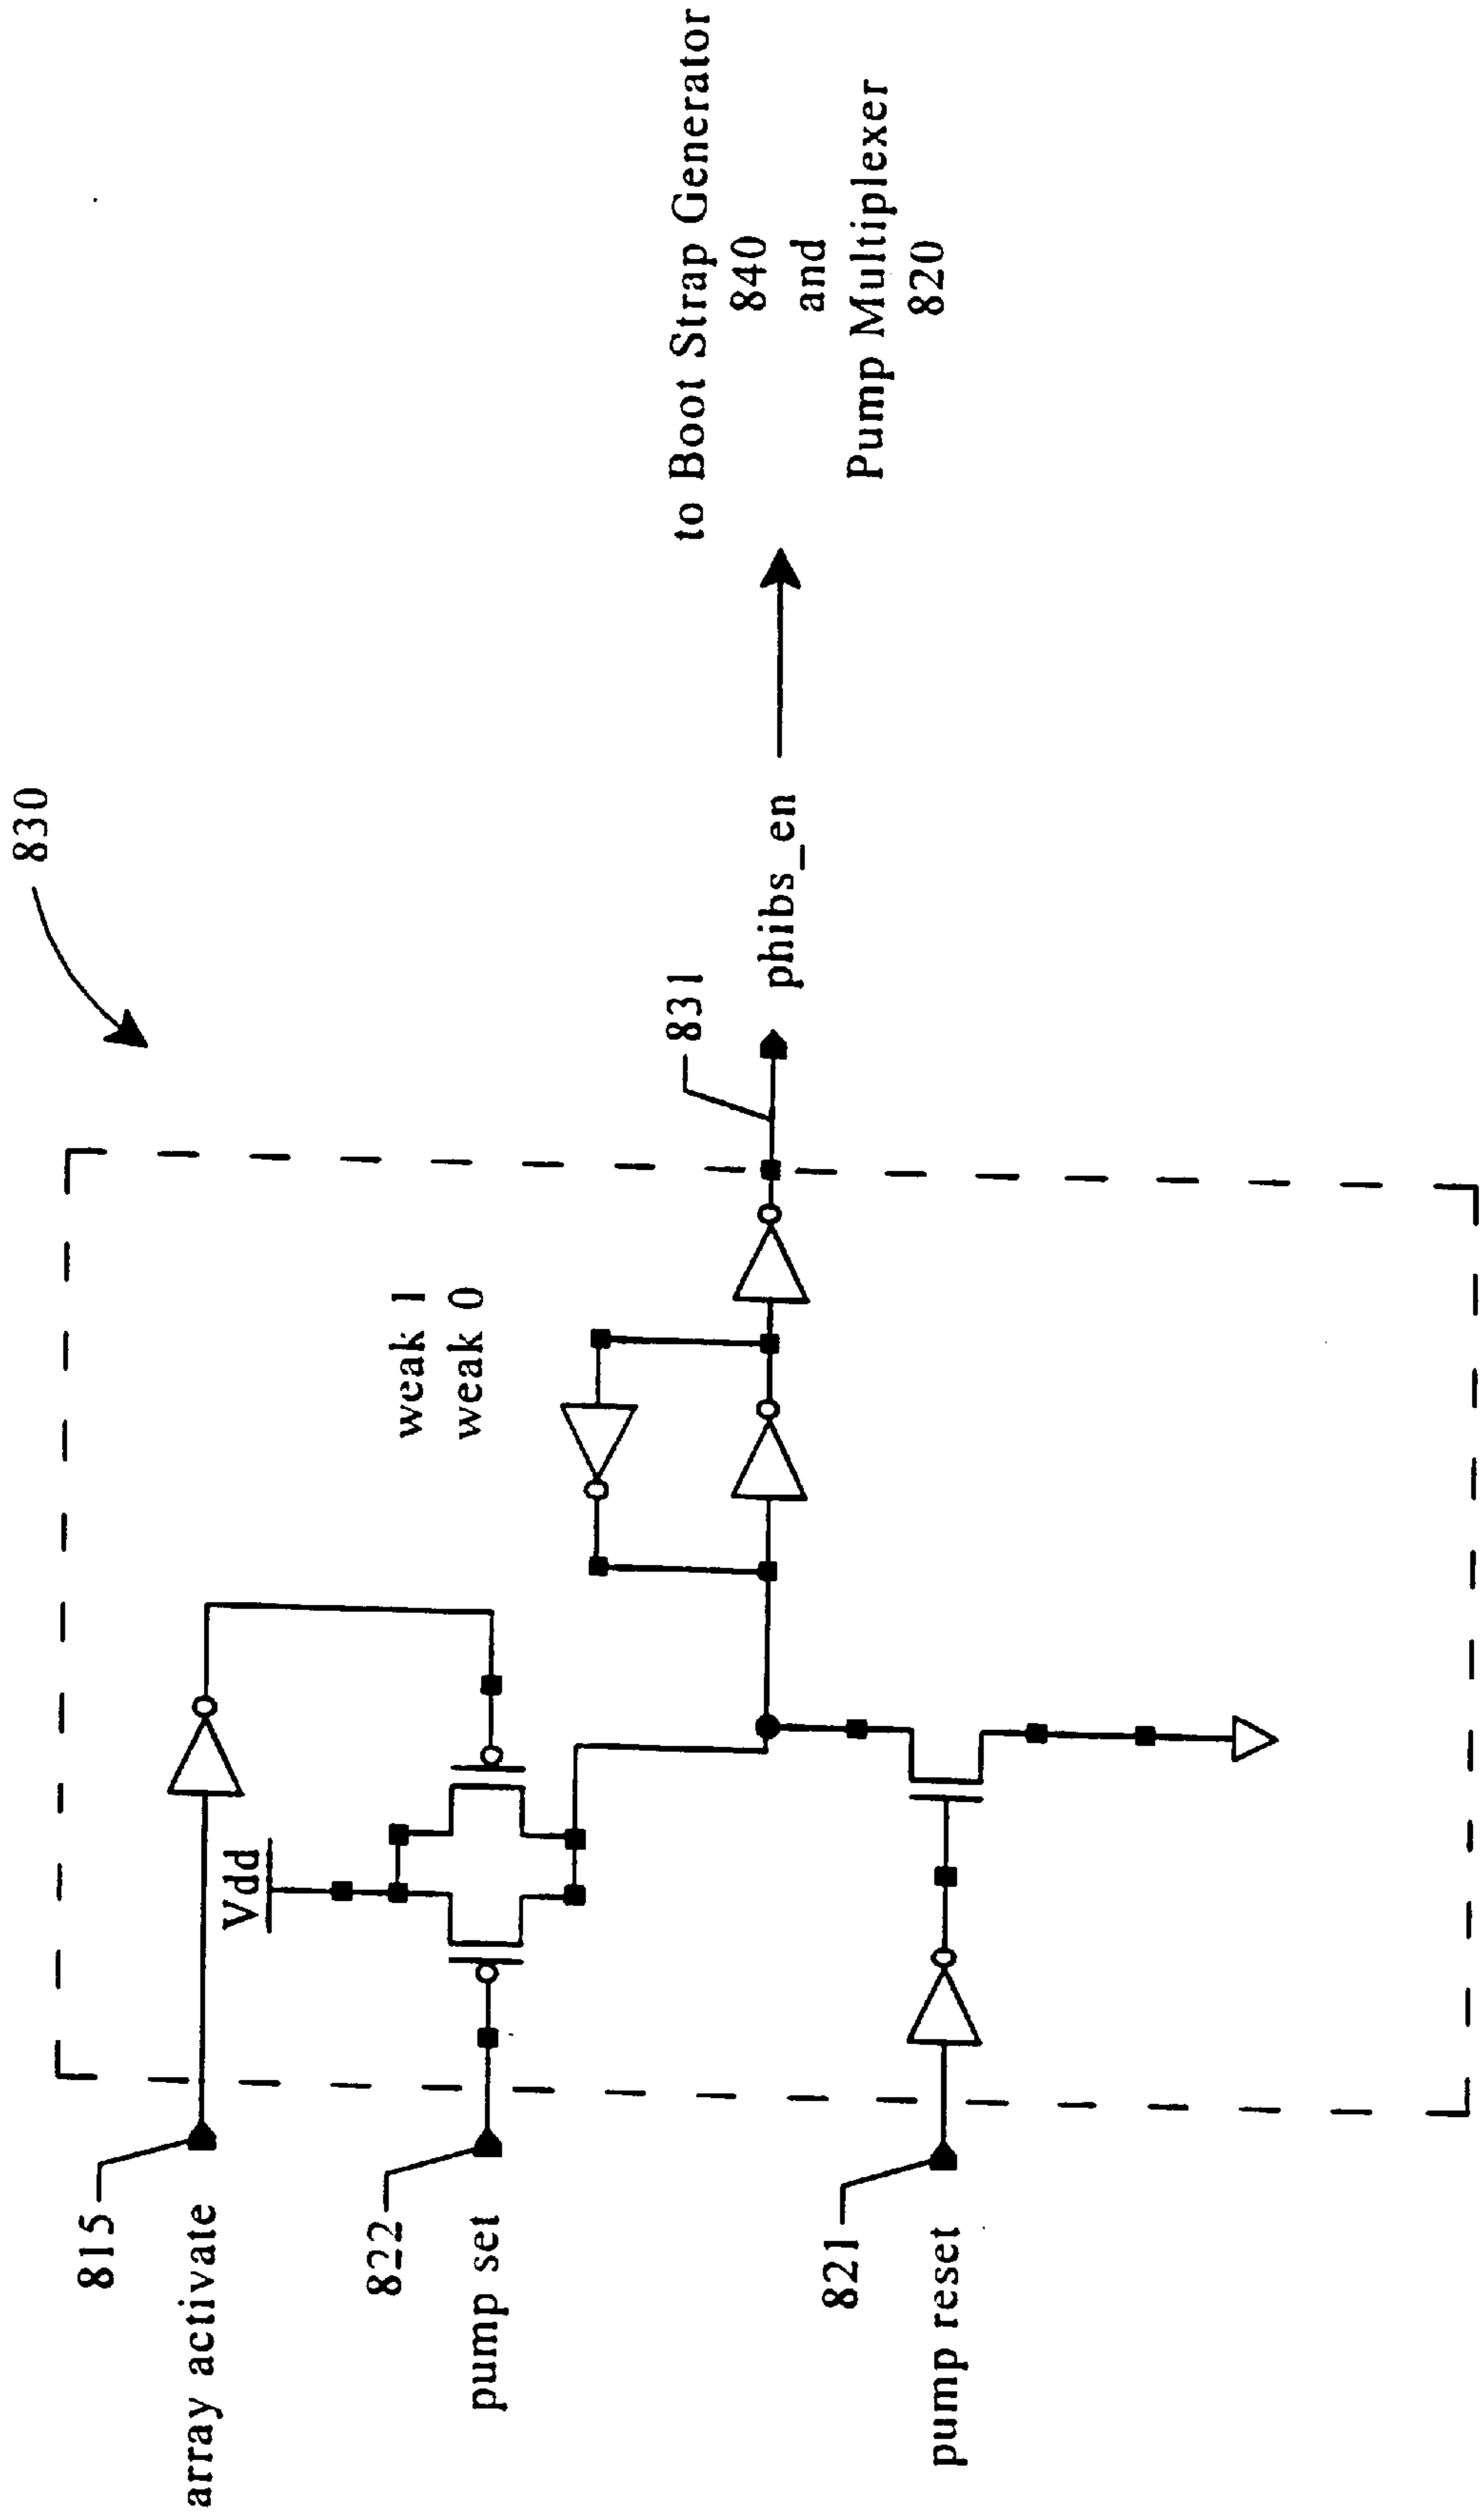 830
815
array activate
Vdd
822
pump set
weak 1
weak 0
831
phibs_en
to Boot Strap Generator
840
and
Pump Multiplexer
820
821
pump reset